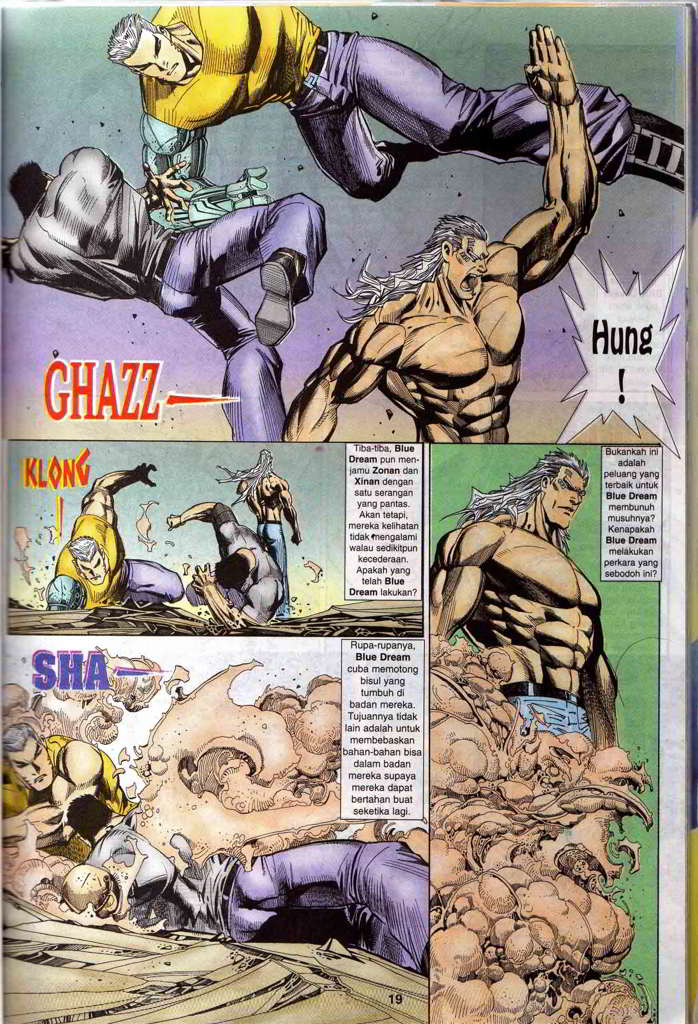 Hung
!
GHAZZ
KLONG
!
Tiba-tiba, Blue
Dream pun men-
jamu Zonan dan
Xinan dengan
satu serangan
yang pantas.
Akan tetapi,
mereka kelihatan
tidak mengalami
walau sedikitpun
kecederaan.
Apakah yang
telah Blue
Dream lakukan?
Bukankah ini
adalah
peluang yang
terbaik untuk
Blue Dream
membunuh
musuhnya?
Kenapakah
Blue Dream
melakukan
perkara yang
sebodoh ini?
SHA
Rupa-rupanya,
Blue Dream
cuba memotong
bisul yang
tumbuh di
badan mereka.
Tujuannya tidak
lain adalah untuk
membebaskan
bahan-bahan bisa
dalam badan
mereka supaya
mereka dapat
bertahan buat
seketika lagi.
19